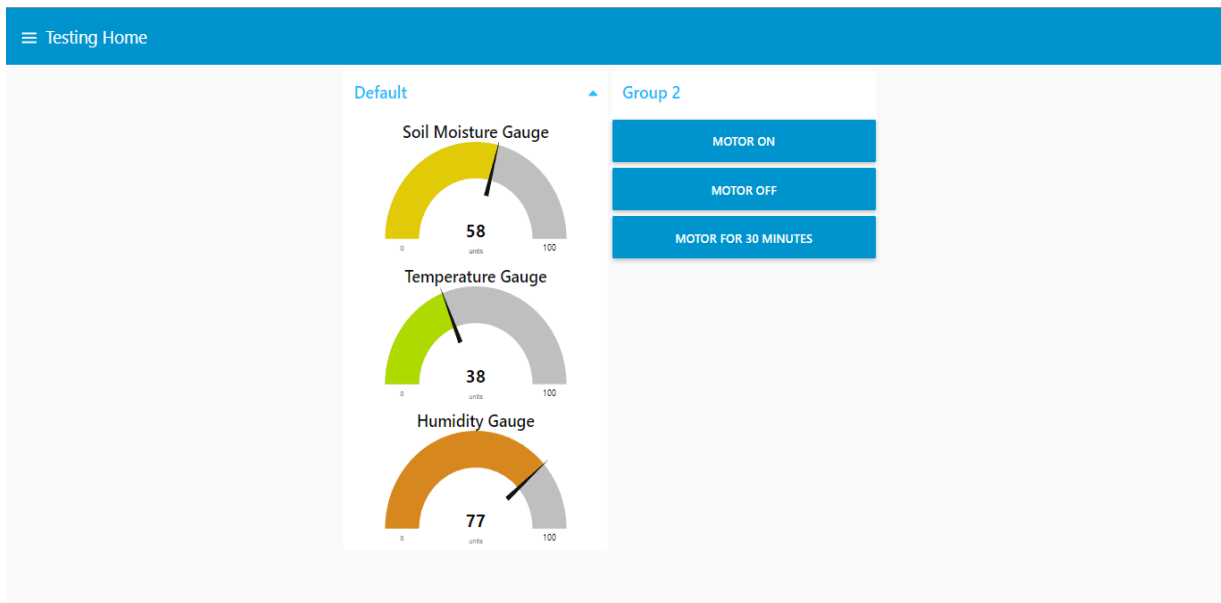 Testing Home
Default
Soil Moisture Gauge
58
units
0
100
Temperature Gauge
38
units
0
100
Humidity Gauge
77
units
0
100
Group 2
MOTOR ON
MOTOR OFF
MOTOR FOR 30 MINUTES